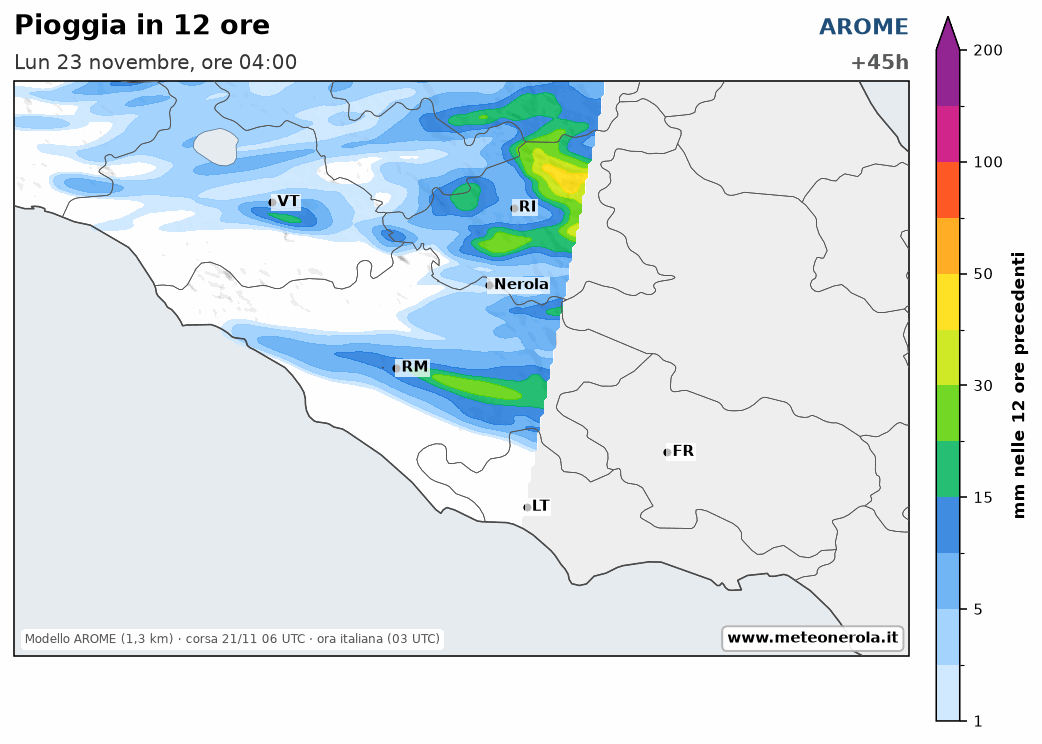 Pioggia in 12 ore
AROME
Lun 23 novembre, ore 04:00
+45h
200
100
50
30
15
5
1
mm nelle 12 ore precedenti
VT
RI
Nerola
RM
FR
LT
Modello AROME (1,3 km) · corsa 21/11 06 UTC · ora italiana (03 UTC)
www.meteonerola.it